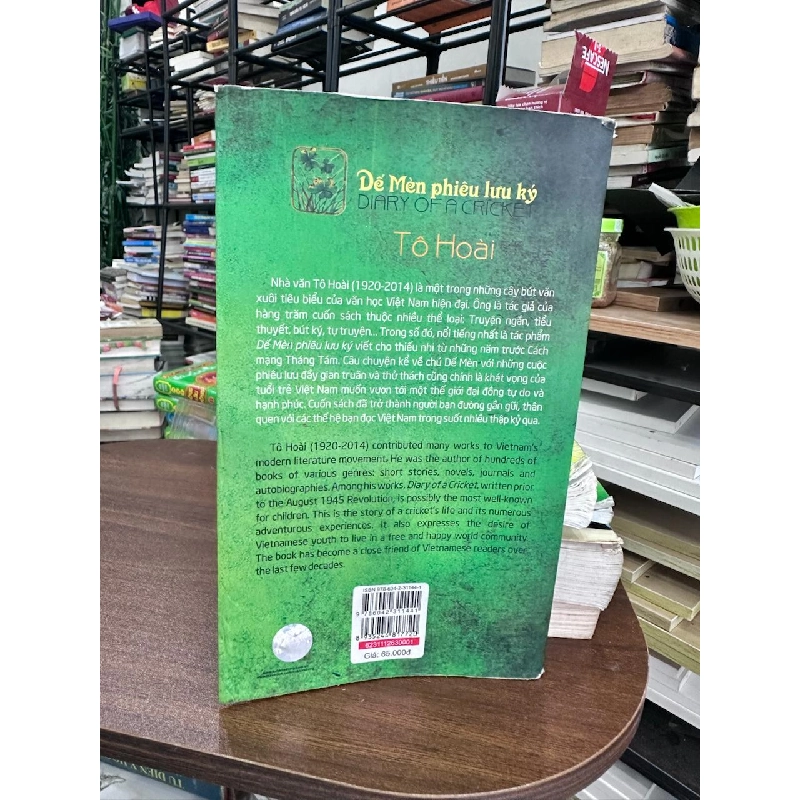 NESCAFÉ
Dế Mèn phiêu lưu ký
DIARY OF A CRICKET
Tô Hoài
Nhà văn Tô Hoài (1920-2014) là một trong những cây bút văn
xuôi tiêu biểu của văn học Việt Nam hiện đại. Ông là tác giả của
hàng trăm cuốn sách thuộc nhiều thể loại: Truyện ngắn, tiểu
thuyết, bút ký, tự truyện... Trong số đó, nổi tiếng nhất là tác phẩm
Dế Mèn phiêu lưu ký viết cho thiếu nhi từ những năm trước Cách
mạng Tháng Tám. Câu chuyện kể về chú Dế Mèn với những cuộc
phiêu lưu đầy gian truân và thử thách cũng chính là khát vọng của
tuổi trẻ Việt Nam muốn vươn tới một thế giới đại đồng tự do và
hạnh phúc. Cuốn sách đã trở thành người bạn đường gần gũi, thân
quen với các thế hệ bạn đọc Việt Nam trong suốt nhiều thập kỷ qua.
Tô Hoài (1920-2014) contributed many works to Vietnam's
modern literature movement. He was the author of hundreds of
books of various genres: short stories, novels, journals and
autobiographies. Among his works, Diary of a Cricket, written prior
to the August 1945 Revolution, is possibly the most well-known
for children. This is the story of a cricket's life and its numerous
adventurous experiences. It also expresses the desire of
Vietnamese youth to live in a free and happy world community.
The book has become a close friend of Vietnamese readers over
the last few decades.
8231112630001
Giá: 65.000đ